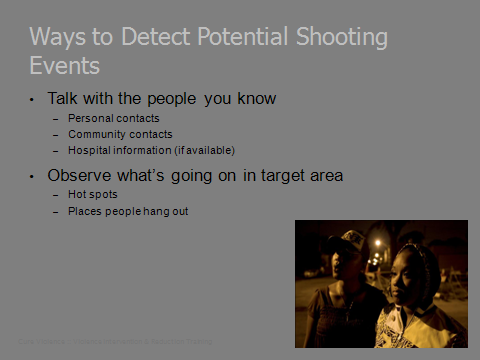 Ways to Detect Potential Shooting
Events
• Talk with the people you know
– Personal contacts
– Community contacts
– Hospital information (if available)
• Observe what's going on in target area
– Hot spots
– Places people hang out